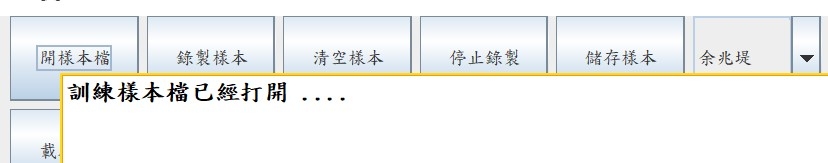 開樣本檔 錄製樣本 清空樣本 停止錄製 儲存樣本 余兆堤
訓練樣本檔已經打開 ....
載